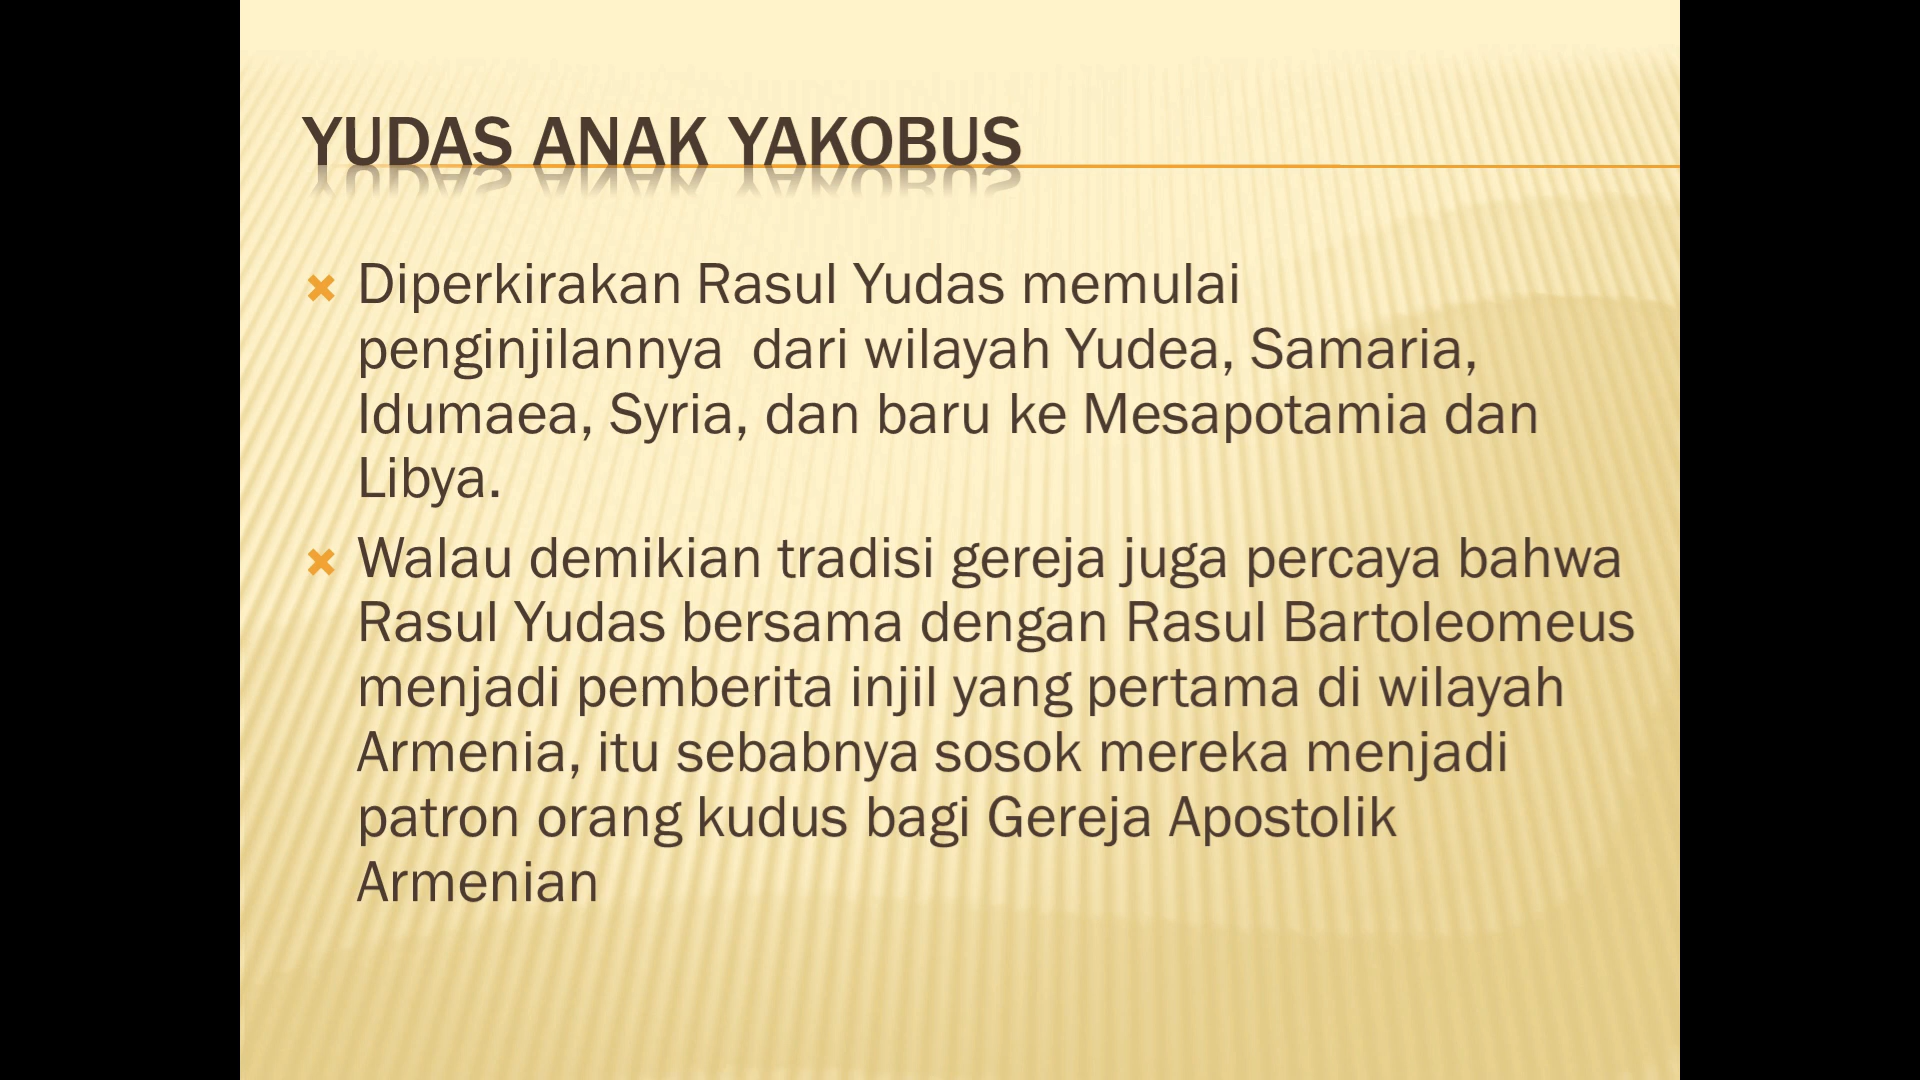 YUDAS ANAK YAKOBUS
Diperkirakan Rasul Yudas memulai
penginjilannya  dari wilayah Yudea, Samaria,
Idumaea, Syria, dan baru ke Mesapotamia dan
Libya.
Walau demikian tradisi gereja juga percaya bahwa
Rasul Yudas bersama dengan Rasul Bartoleomeus
menjadi pemberita injil yang pertama di wilayah
Armenia, itu sebabnya sosok mereka menjadi
patron orang kudus bagi Gereja Apostolik
Armenian